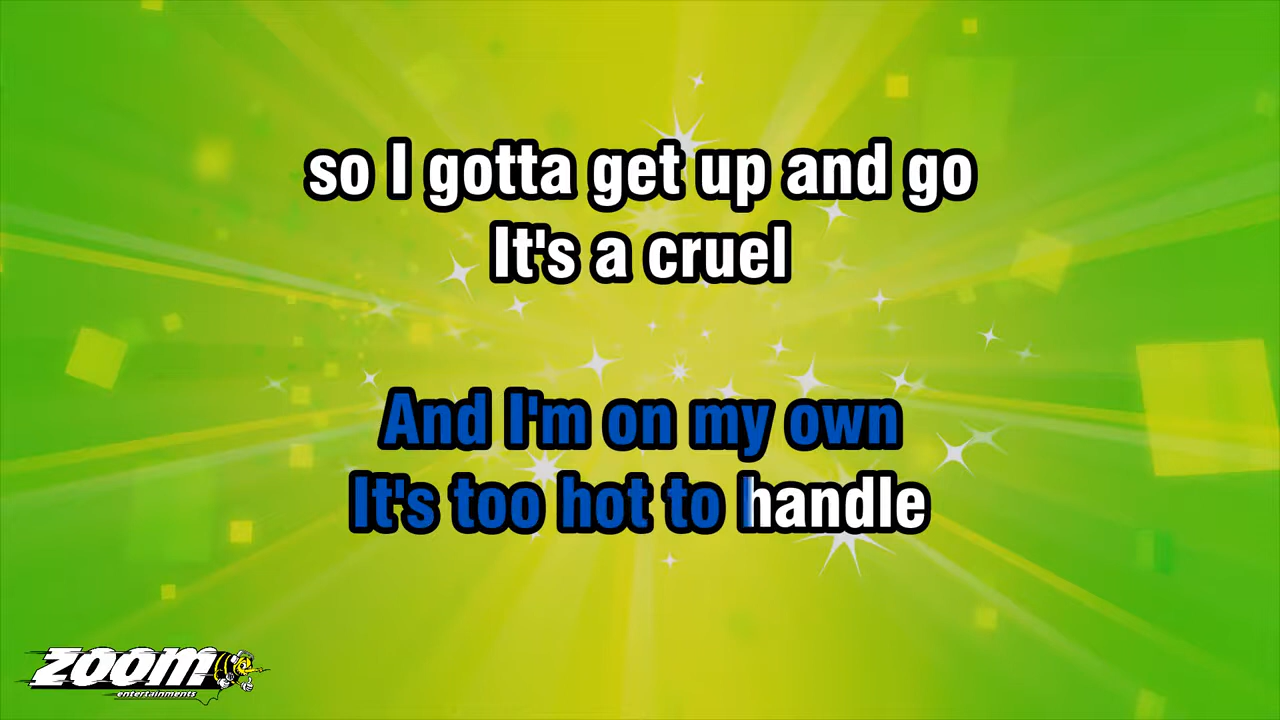 so I gotta get up and go
It's a cruel
And I'm on my own
It's too hot to handle
zoom
entertainments